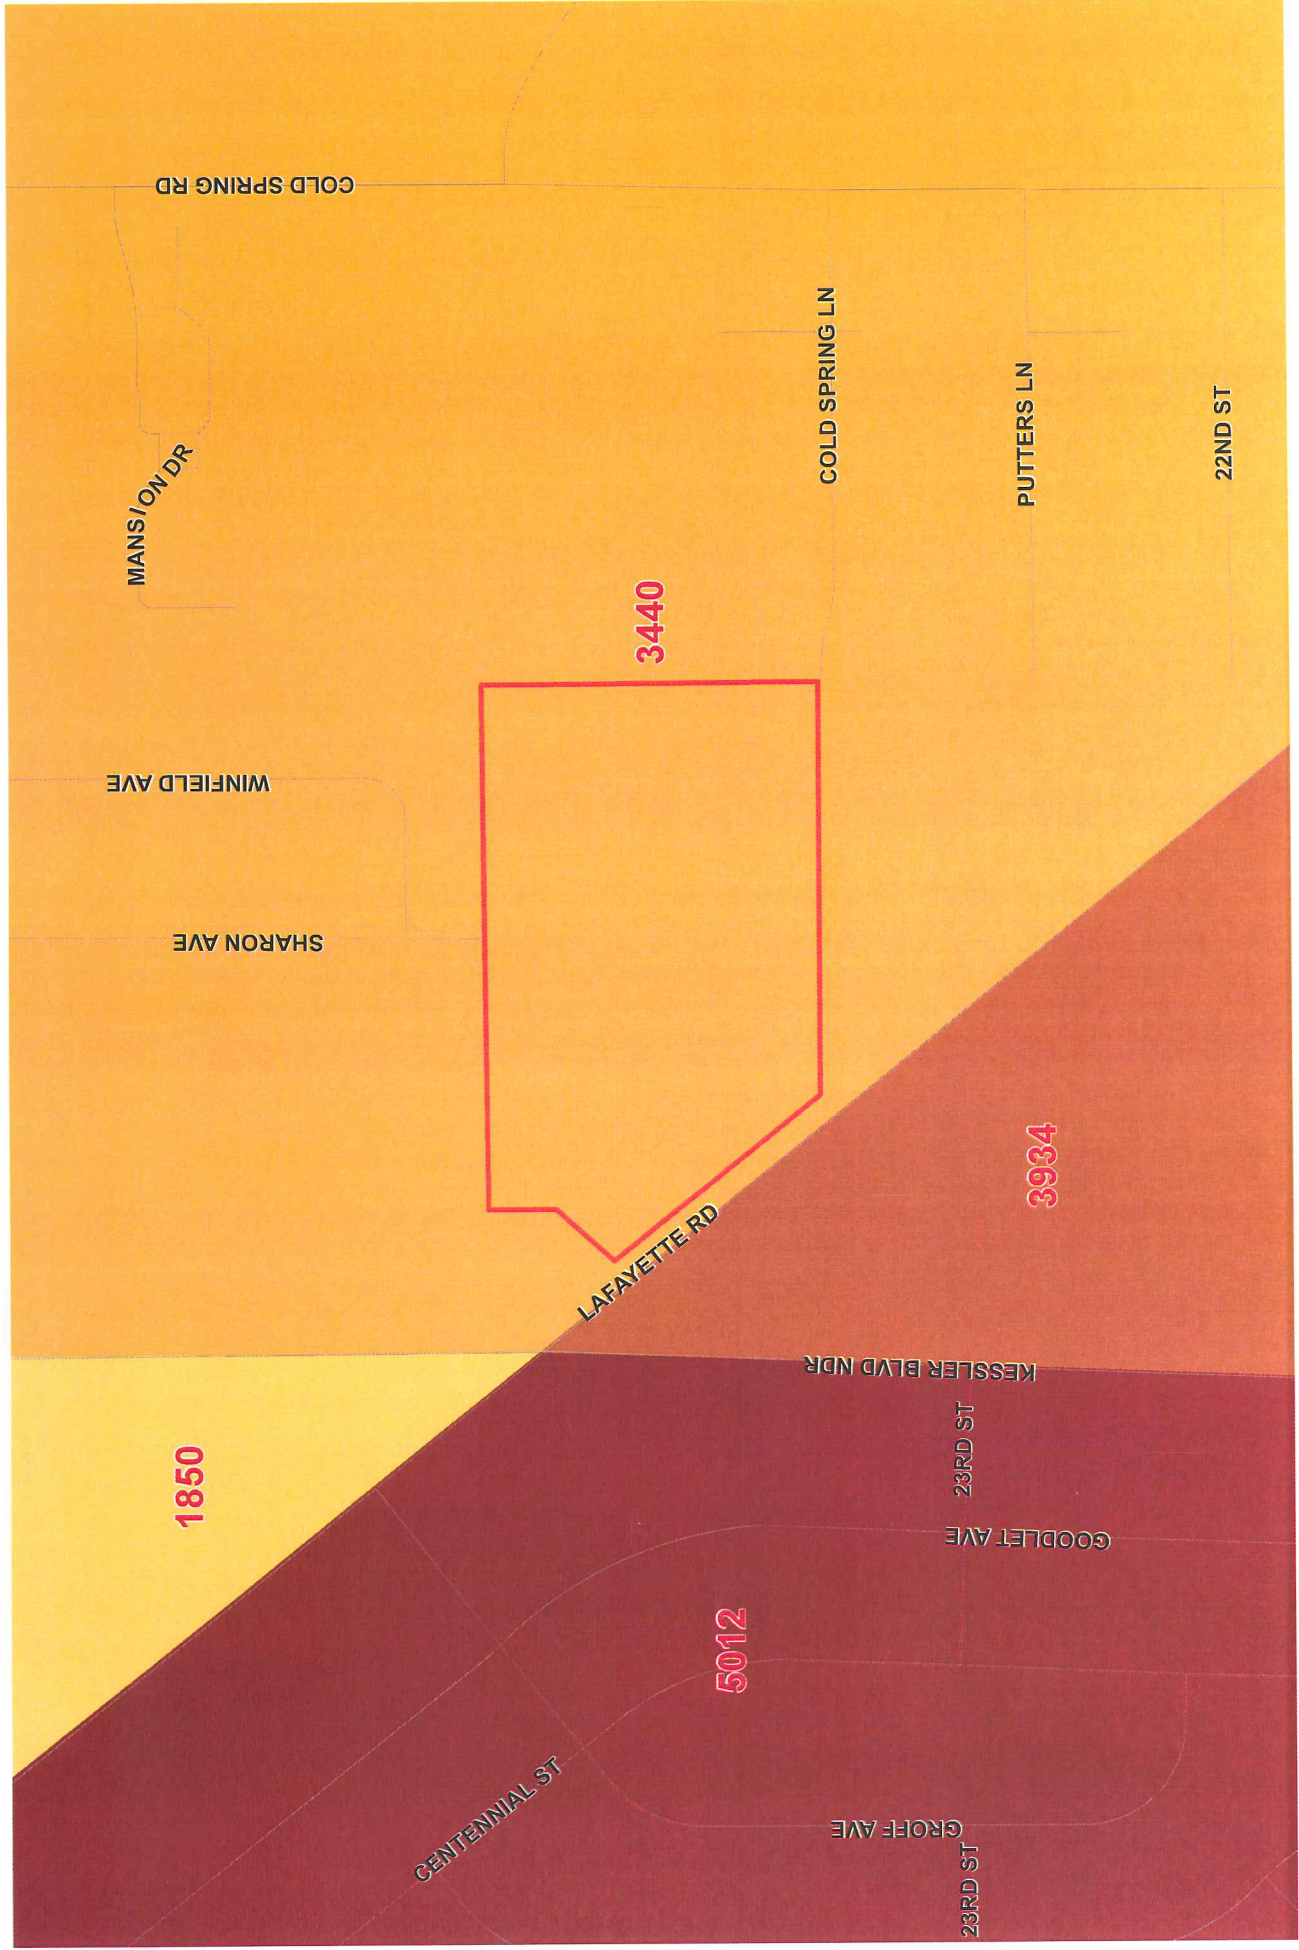 COLD SPRING RD
MANSION DR
COLD SPRING LN
PUTTERS LN
22ND ST
3440
WINFIELD AVE
SHARON AVE
LAFAYETTE RD
3934
KESSLER BLVD NDR
1850
23RD ST
GOODLET AVE
5012
CENTENNIAL ST
GROFF AVE
23RD ST